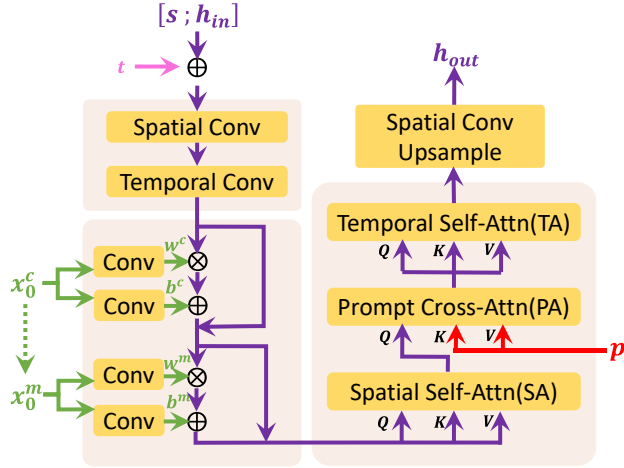 [s ; h_in]
t
⊕
Spatial Conv
Temporal Conv
x_0^c
Conv
w^c
⊗
Conv
b^c
⊕
x_0^m
Conv
w^m
⊗
Conv
b^m
⊕
h_out
Spatial Conv
Upsample
Temporal Self-Attn(TA)
Q K V
Prompt Cross-Attn(PA)
Q K V
p
Spatial Self-Attn(SA)
Q K V